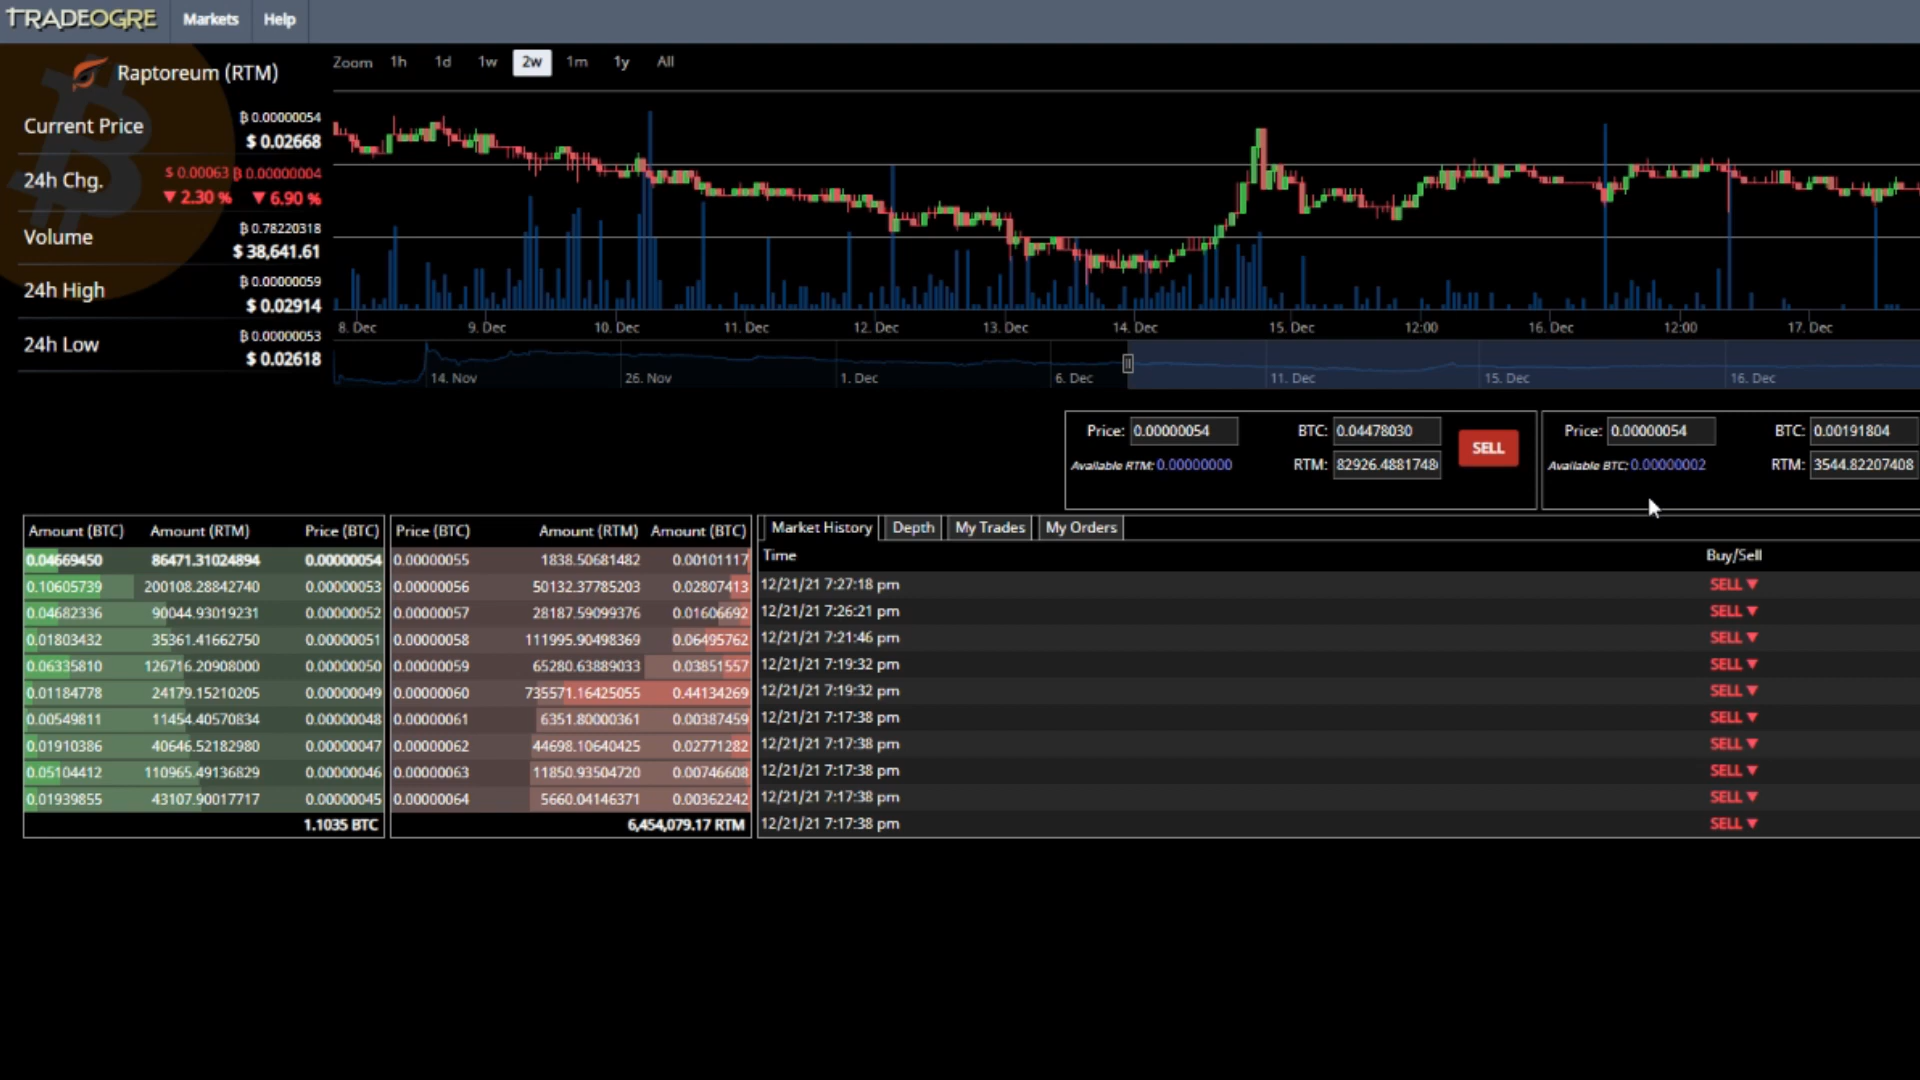 TRADEOGRE Markets Help
Raptoreum (RTM)
Zoom 1h 1d 1w 2w 1m 1y All
Current Price
₿ 0.00000054
$ 0.02668
24h Chg.
$ 0.00063 ₿ 0.00000004
▼ 2.30 % ▼ 6.90 %
Volume
₿ 0.78220318
$ 38,641.61
24h High
₿ 0.00000059
$ 0.02914
24h Low
₿ 0.00000053
$ 0.02618
8. Dec 9. Dec 10. Dec 11. Dec 12. Dec 13. Dec 14. Dec 15. Dec 12:00 16. Dec 12:00 17. Dec
14. Nov 26. Nov 1. Dec 6. Dec 11. Dec 15. Dec 16. Dec
Price: 0.00000054 BTC: 0.04478030 SELL
Available RTM: 0.00000000 RTM: 82926.4881748
Price: 0.00000054 BTC: 0.00191804
Available BTC: 0.00000002 RTM: 3544.82207408
Amount (BTC) Amount (RTM) Price (BTC)
0.04669450 86471.31024894 0.00000054
0.10605739 200108.28842740 0.00000053
0.04682336 90044.93019231 0.00000052
0.01803432 35361.41662750 0.00000051
0.06335810 126716.20908000 0.00000050
0.01184778 24179.15210205 0.00000049
0.00549811 11454.40570834 0.00000048
0.01910386 40646.52182980 0.00000047
0.05104412 110965.49136829 0.00000046
0.01939855 43107.90017717 0.00000045
1.1035 BTC
Price (BTC) Amount (RTM) Amount (BTC)
0.00000055 1838.50681482 0.00101117
0.00000056 50132.37785203 0.02807413
0.00000057 28187.59099376 0.01606692
0.00000058 111995.90498369 0.06495762
0.00000059 65280.63889033 0.03851557
0.00000060 735571.16425055 0.44134269
0.00000061 6351.80000361 0.00387459
0.00000062 44698.10640425 0.02771282
0.00000063 11850.93504720 0.00746608
0.00000064 5660.04146371 0.00362242
6,454,079.17 RTM
Market History Depth My Trades My Orders
Time Buy/Sell
12/21/21 7:27:18 pm SELL ▼
12/21/21 7:26:21 pm SELL ▼
12/21/21 7:21:46 pm SELL ▼
12/21/21 7:19:32 pm SELL ▼
12/21/21 7:19:32 pm SELL ▼
12/21/21 7:17:38 pm SELL ▼
12/21/21 7:17:38 pm SELL ▼
12/21/21 7:17:38 pm SELL ▼
12/21/21 7:17:38 pm SELL ▼
12/21/21 7:17:38 pm SELL ▼